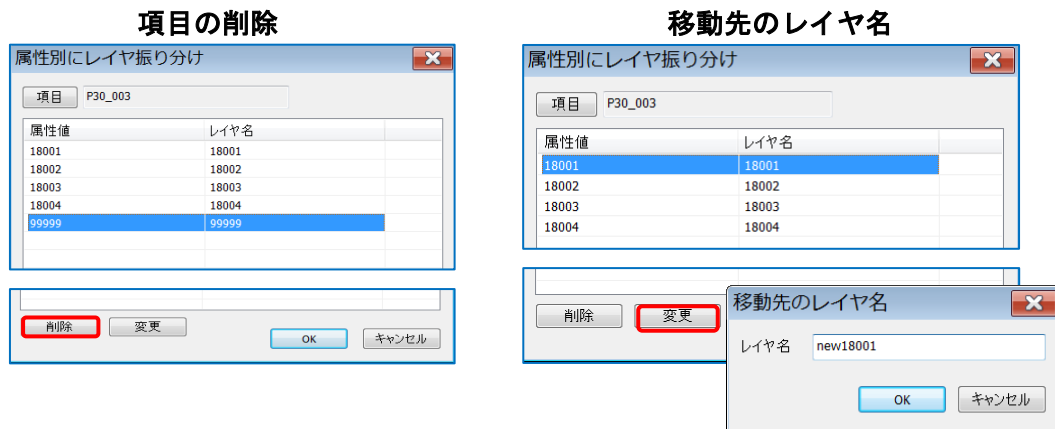 項目の削除
属性別にレイヤ振り分け
項目 P30_003
属性値 レイヤ名
18001 18001
18002 18002
18003 18003
18004 18004
99999 99999
削除 変更
OK キャンセル
移動先のレイヤ名
属性別にレイヤ振り分け
項目 P30_003
属性値 レイヤ名
18001 18001
18002 18002
18003 18003
18004 18004
削除 変更
移動先のレイヤ名
レイヤ名 new18001
OK キャンセル